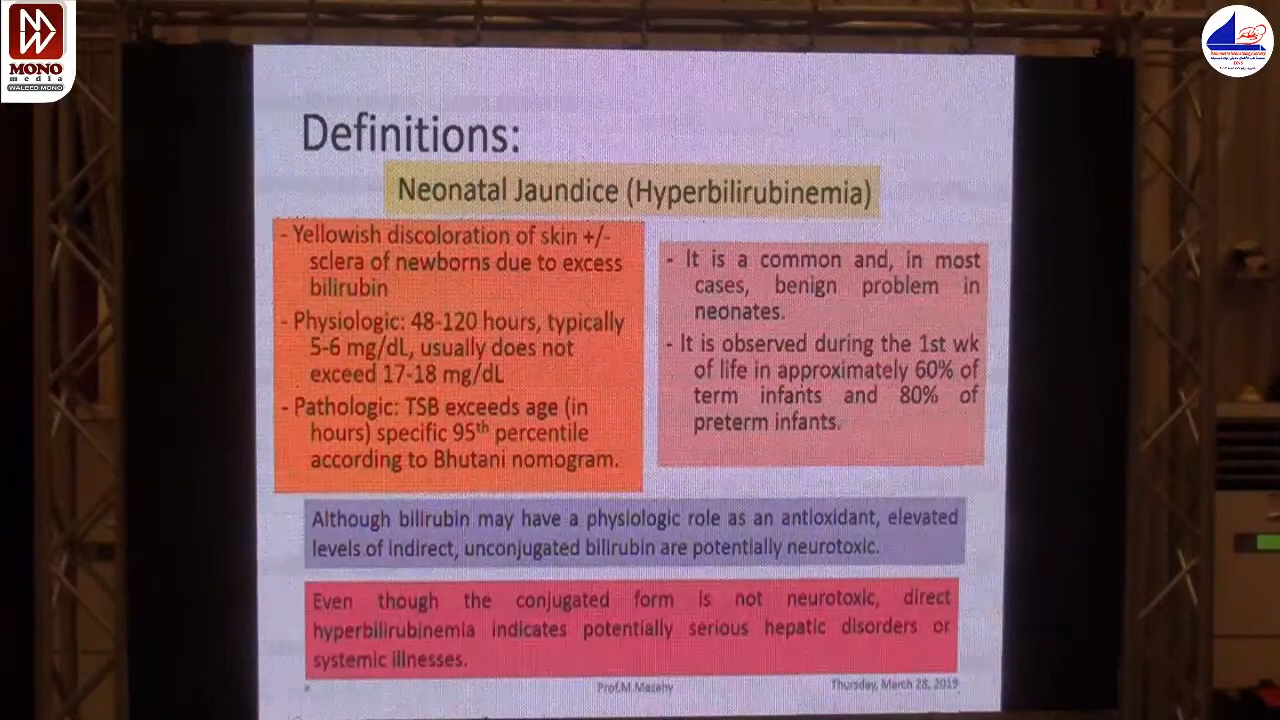 MONO
media
WALEED MONO
DNS
Definitions:
Neonatal Jaundice (Hyperbilirubinemia)
- Yellowish discoloration of skin +/-
sclera of newborns due to excess
bilirubin
- Physiologic: 48-120 hours, typically
5-6 mg/dL, usually does not
exceed 17-18 mg/dL
- Pathologic: TSB exceeds age (in
hours) specific 95th percentile
according to Bhutani nomogram.
- It is a common and, in most
cases, benign problem in
neonates.
- It is observed during the 1st wk
of life in approximately 60% of
term infants and 80% of
preterm infants.
Although bilirubin may have a physiologic role as an antioxidant, elevated
levels of indirect, unconjugated bilirubin are potentially neurotoxic.
Even though the conjugated form is not neurotoxic, direct
hyperbilirubinemia indicates potentially serious hepatic disorders or
systemic illnesses.
Prof.M.Mazahy
Thursday, March 28, 2019